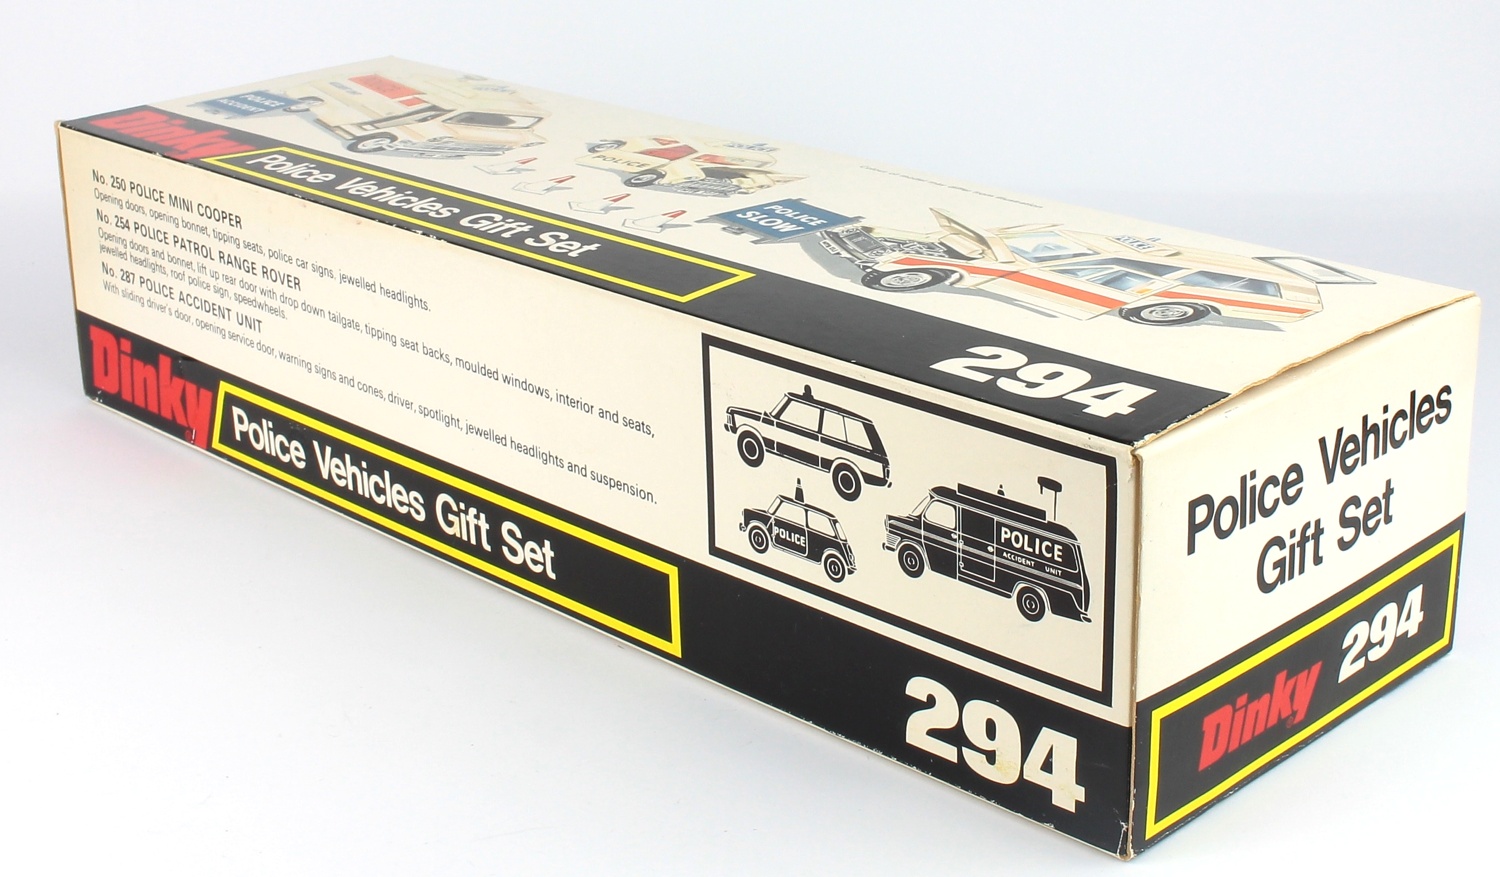 POLICE
ACCIDENT
POLICE
POLICE
SLOW
Dinky
Police Vehicles Gift Set
294
No. 250 POLICE MINI COOPER
Opening doors, opening bonnet, tipping seats, police car signs, jewelled headlights.
No. 254 POLICE PATROL RANGE ROVER
Opening doors and bonnet, lift up rear door with drop down tailgate, tipping seat backs, moulded windows, interior and seats,
jewelled headlights, roof police sign, speedwheels.
No. 287 POLICE ACCIDENT UNIT
With sliding driver's door, opening service door, warning signs and cones, driver, spotlight, jewelled headlights and suspension.
POLICE
POLICE
ACCIDENT UNIT
Dinky
Police Vehicles Gift Set
294
Police Vehicles
Gift Set
Dinky 294